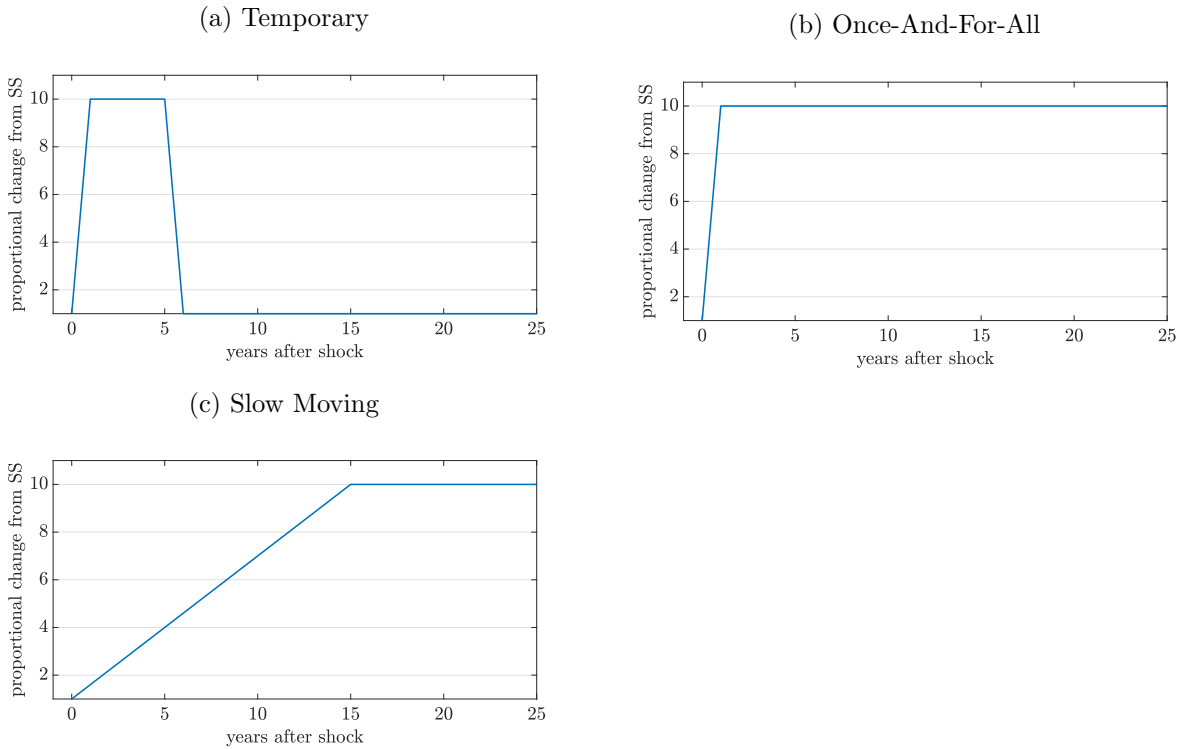 (a) Temporary
proportional change from SS
10
8
6
4
2
0 5 10 15 20 25
years after shock
(b) Once-And-For-All
proportional change from SS
10
8
6
4
2
0 5 10 15 20 25
years after shock
(c) Slow Moving
proportional change from SS
10
8
6
4
2
0 5 10 15 20 25
years after shock